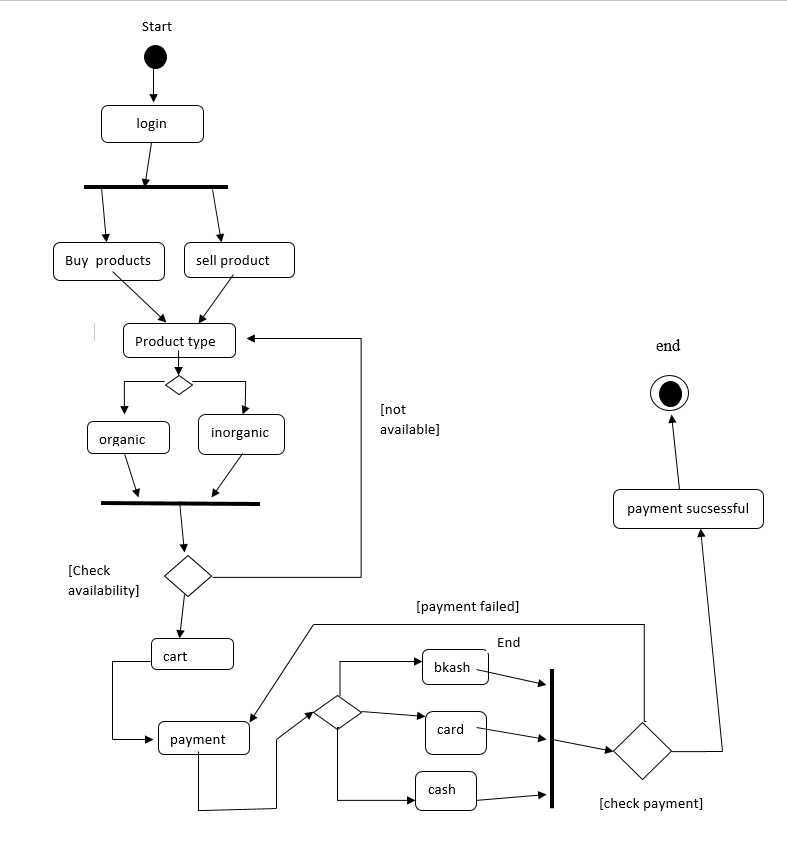 Start
login
Buy  products
sell product
Product type
end
[not
available]
organic
inorganic
payment sucsessful
[Check
availability]
[payment failed]
End
cart
bkash
card
payment
cash
[check payment]